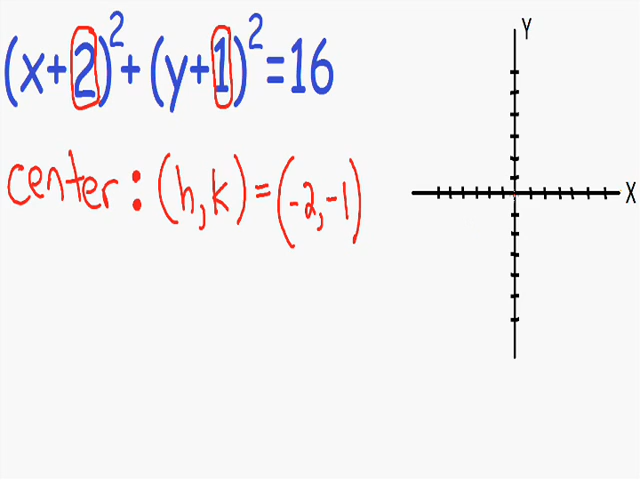 (x+2)²+(y+1)²=16
center: (h,k)=(-2,-1)
Y
X